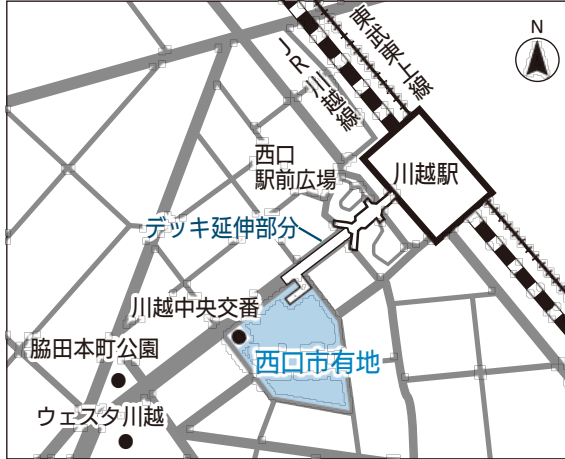 N
東武東上線
JR川越線
川越駅
西口
駅前広場
デッキ延伸部分
川越中央交番
西口市有地
脇田本町公園
ウェスタ川越